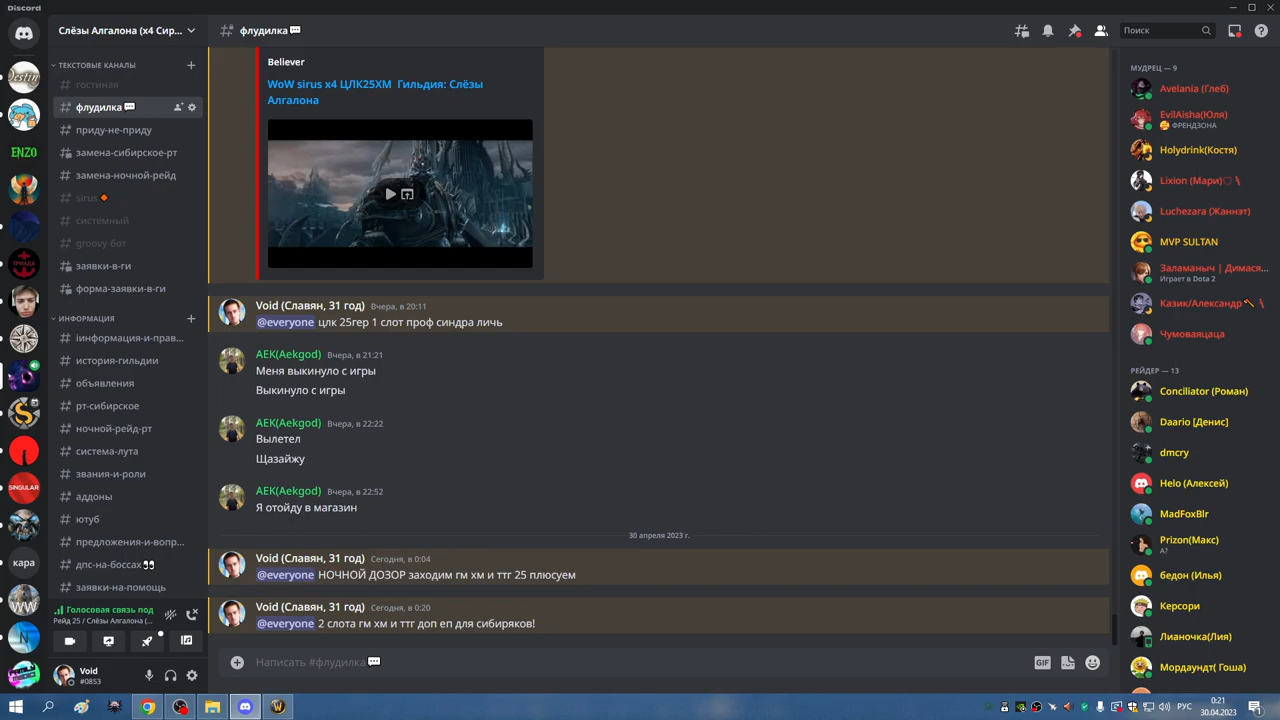 Discord
Слёзы Алгалона (x4 Сир...
ТЕКСТОВЫЕ КАНАЛЫ
гостиная
флудилка💬
приду-не-приду
замена-сибирское-рт
замена-ночной-рейд
sirus🔸
системный
groovy-бот
заявки-в-ги
форма-заявки-в-ги
ИНФОРМАЦИЯ
iинформация-и-прав...
история-гильдии
объявления
рт-сибирское
ночной-рейд-рт
система-лута
звания-и-роли
аддоны
ютуб
предложения-и-вопр...
дпс-на-боссах👀
заявки-на-помощь
Голосовая связь под
Рейд 25 / Слёзы Алгалона (...
Void
#0853
Destiny
ENZO
ТРИАДА
SINGULAR
кара
WW
флудилка💬
Поиск
Believer
WoW sirus x4 ЦЛК25ХМ Гильдия: Слёзы
Алгалона
Void (Славян, 31 год) Вчера, в 20:11
@everyone цлк 25гер 1 слот проф синдра личь
AEK(Aekgod) Вчера, в 21:21
Меня выкинуло с игры
Выкинуло с игры
AEK(Aekgod) Вчера, в 22:22
Вылетел
Щазайжу
AEK(Aekgod) Вчера, в 22:52
Я отойду в магазин
30 апреля 2023 г.
Void (Славян, 31 год) Сегодня, в 0:04
@everyone НОЧНОЙ ДОЗОР заходим гм хм и ттг 25 плюсуем
Void (Славян, 31 год) Сегодня, в 0:20
@everyone 2 слота гм хм и ттг доп еп для сибиряков!
Написать #флудилка💬
GIF
МУДРЕЦ — 9
Avelania (Глеб)
EvilAisha(Юля)
🥰 ФРЕНДЗОНА
Holydrink(Костя)
Lixion (Мари)♡
Luchezara (Жаннэт)
MVP SULTAN
Заламаныч | Димася...
Играет в Dota 2
Казик/Александр
Чумоваяцаца
РЕЙДЕР — 13
Conciliator (Роман)
Daario [Денис]
dmcry
Helo (Алексей)
MadFoxBlr
Prizon(Макс)
A?
бедон (Илья)
Керсори
Лианочка(Лия)
Мордаундт( Гоша)
РУС
0:21
30.04.2023
1